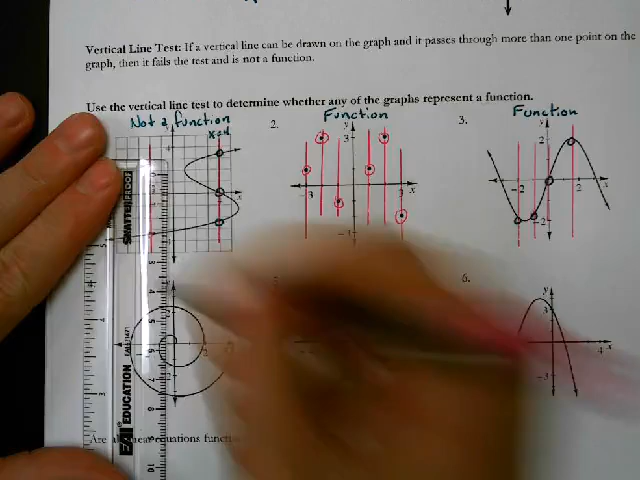 Vertical Line Test: If a vertical line can be drawn on the graph and it passes through more than one point on the
graph, then it fails the test and is not a function.
Use the vertical line test to determine whether any of the graphs represent a function.
Not a function
x=4
2. Function
3. Function
6.
SHATTERPROOF
EAI EDUCATION